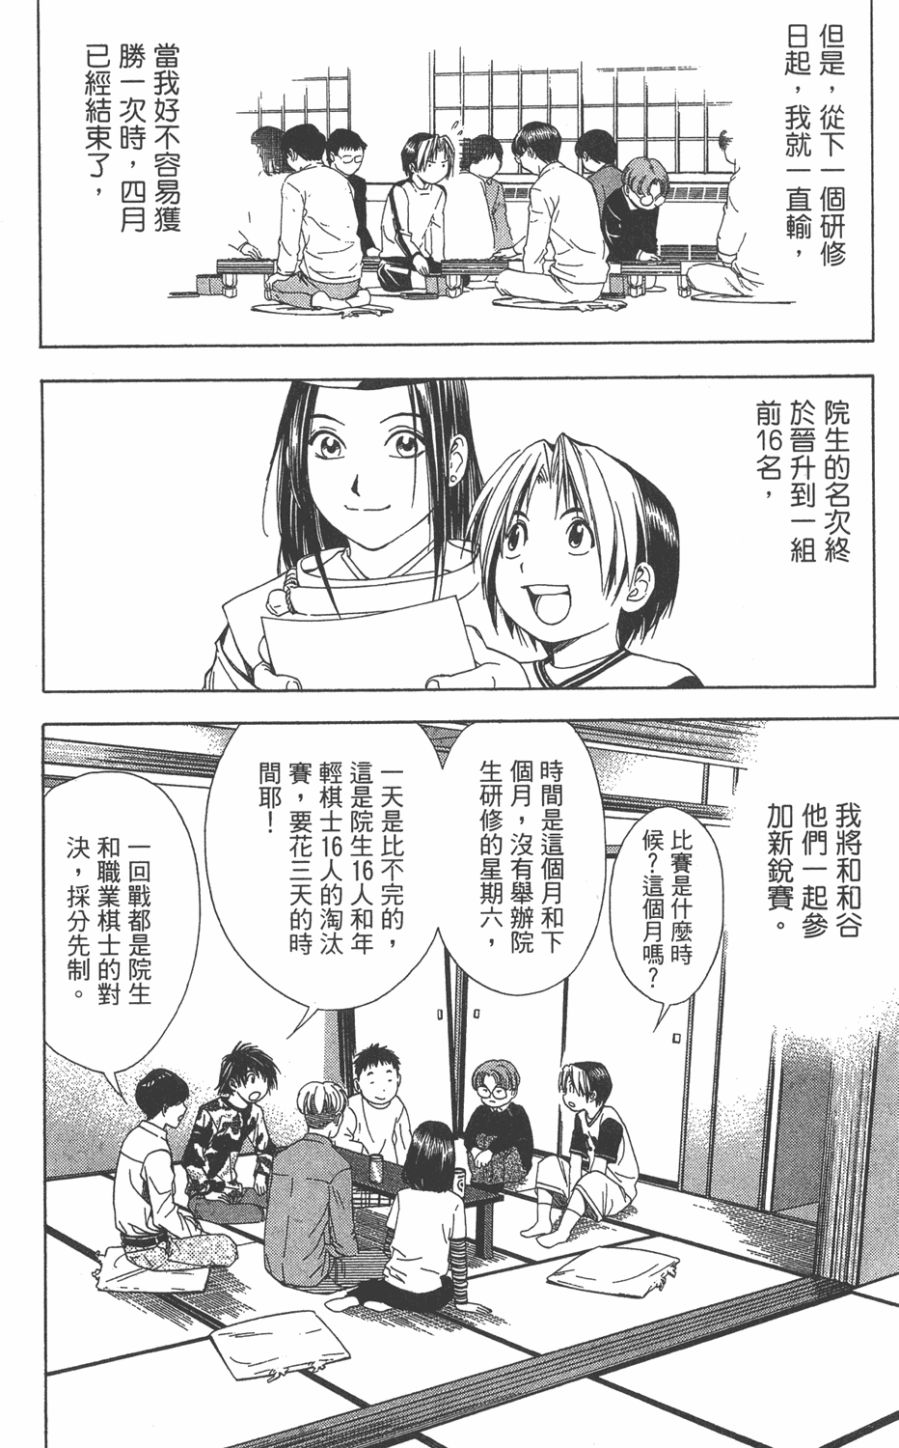 但是，從下一個研修
日起，我就一直輸，
當我好不容易獲
勝一次時，四月
已經結束了，
院生的名次終
於晉升到一組
前16名，
我將和和谷
他們一起參
加新銳賽。
比賽是什麼時
候？這個月嗎？
時間是這個月和下
個月，沒有舉辦院
生研修的星期六，
一天是比不完的，
這是院生16人和年
輕棋士16人的淘汰
賽，要花三天的時
間耶！
一回戰都是院生
和職業棋士的對
決，採分先制。